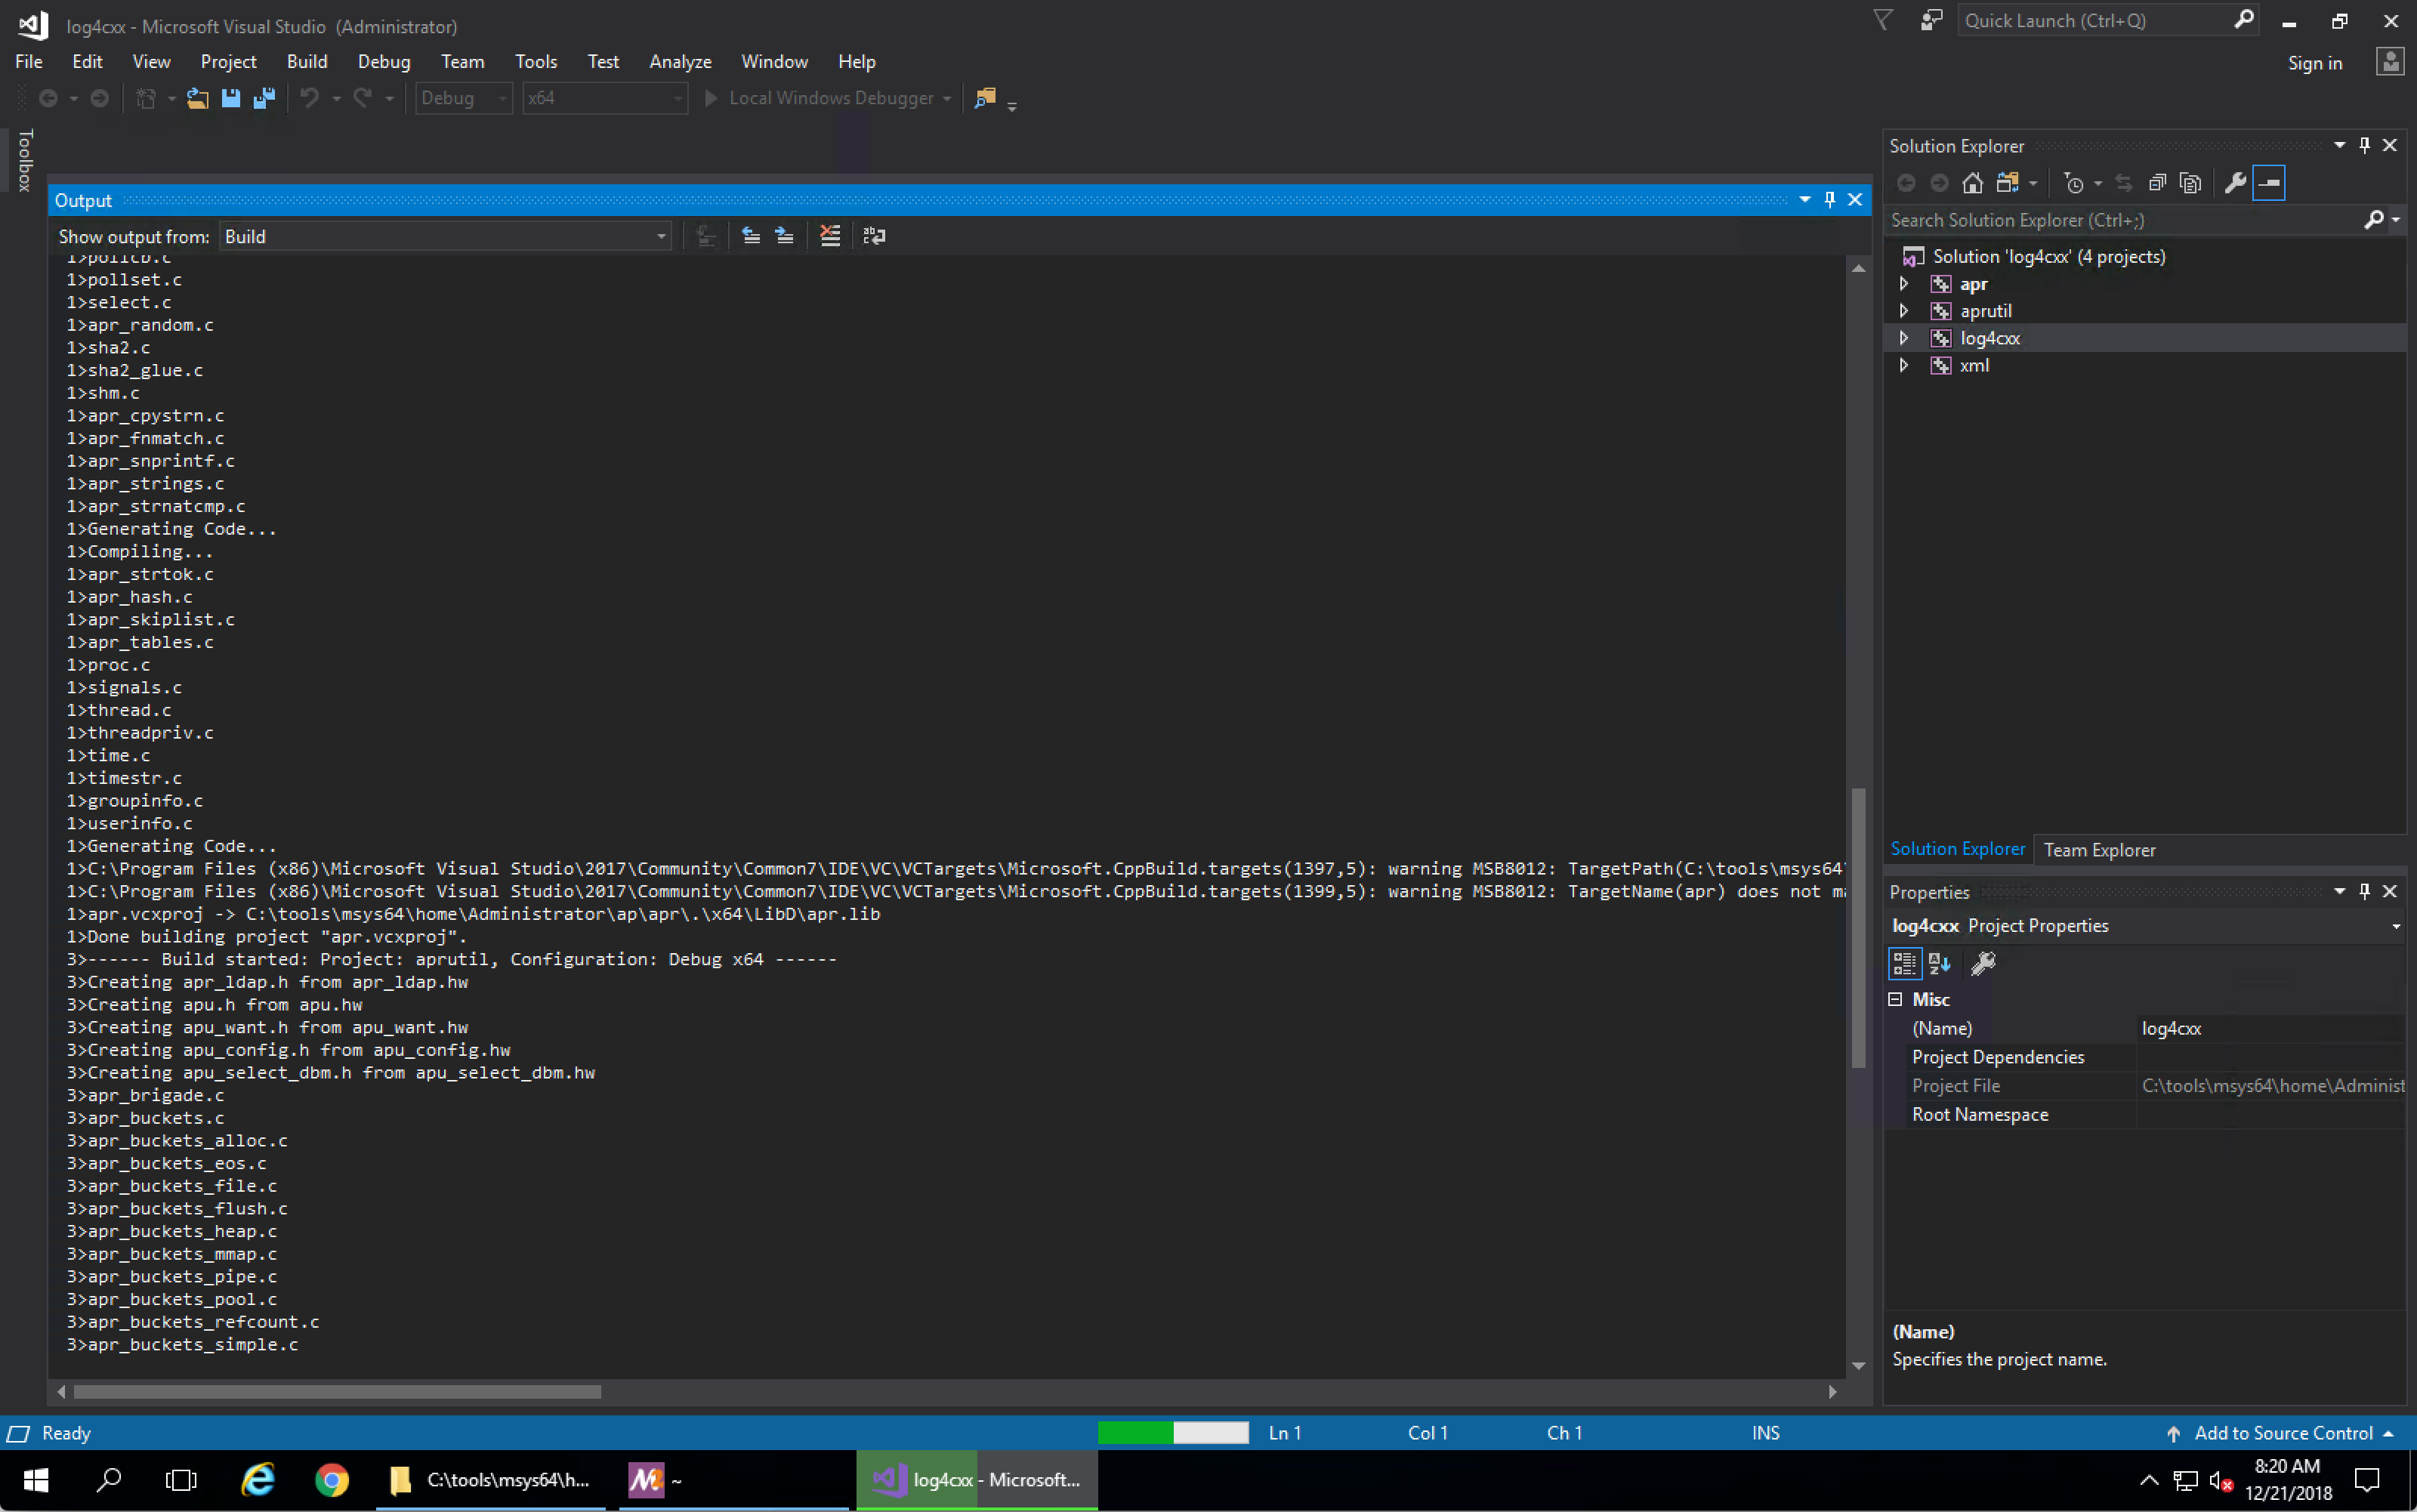 log4cxx - Microsoft Visual Studio (Administrator)
Quick Launch (Ctrl+Q)
File Edit View Project Build Debug Team Tools Test Analyze Window Help
Sign in
Debug x64 Local Windows Debugger
Toolbox
Output
Show output from: Build
1>pollcb.c
1>pollset.c
1>select.c
1>apr_random.c
1>sha2.c
1>sha2_glue.c
1>shm.c
1>apr_cpystrn.c
1>apr_fnmatch.c
1>apr_snprintf.c
1>apr_strings.c
1>apr_strnatcmp.c
1>Generating Code...
1>Compiling...
1>apr_strtok.c
1>apr_hash.c
1>apr_skiplist.c
1>apr_tables.c
1>proc.c
1>signals.c
1>thread.c
1>threadpriv.c
1>time.c
1>timestr.c
1>groupinfo.c
1>userinfo.c
1>Generating Code...
1>C:\Program Files (x86)\Microsoft Visual Studio\2017\Community\Common7\IDE\VC\VCTargets\Microsoft.CppBuild.targets(1397,5): warning MSB8012: TargetPath(C:\tools\msys64\
1>C:\Program Files (x86)\Microsoft Visual Studio\2017\Community\Common7\IDE\VC\VCTargets\Microsoft.CppBuild.targets(1399,5): warning MSB8012: TargetName(apr) does not ma
1>apr.vcxproj -> C:\tools\msys64\home\Administrator\ap\apr\.\x64\LibD\apr.lib
1>Done building project "apr.vcxproj".
3>------ Build started: Project: aprutil, Configuration: Debug x64 ------
3>Creating apr_ldap.h from apr_ldap.hw
3>Creating apu.h from apu.hw
3>Creating apu_want.h from apu_want.hw
3>Creating apu_config.h from apu_config.hw
3>Creating apu_select_dbm.h from apu_select_dbm.hw
3>apr_brigade.c
3>apr_buckets.c
3>apr_buckets_alloc.c
3>apr_buckets_eos.c
3>apr_buckets_file.c
3>apr_buckets_flush.c
3>apr_buckets_heap.c
3>apr_buckets_mmap.c
3>apr_buckets_pipe.c
3>apr_buckets_pool.c
3>apr_buckets_refcount.c
3>apr_buckets_simple.c
Solution Explorer
Search Solution Explorer (Ctrl+;)
Solution 'log4cxx' (4 projects)
apr
aprutil
log4cxx
xml
Solution Explorer Team Explorer
Properties
log4cxx Project Properties
Misc
(Name) log4cxx
Project Dependencies
Project File C:\tools\msys64\home\Administ
Root Namespace
(Name)
Specifies the project name.
Ready Ln 1 Col 1 Ch 1 INS Add to Source Control
C:\tools\msys64\h... ~ log4cxx - Microsoft...
8:20 AM
12/21/2018